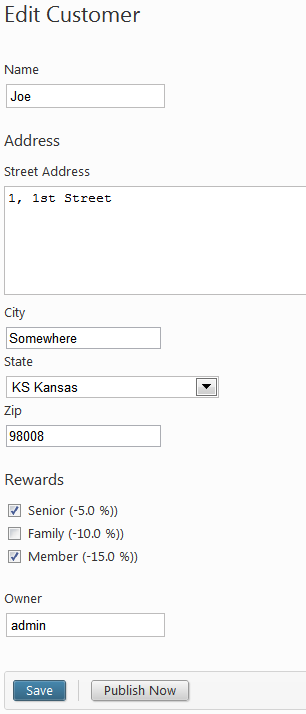 Edit Customer
Name
Joe
Address
Street Address
1, 1st Street
City
Somewhere
State
KS Kansas
Zip
98008
Rewards
Senior (-5.0 %))
Family (-10.0 %))
Member (-15.0 %))
Owner
admin
Save
Publish Now